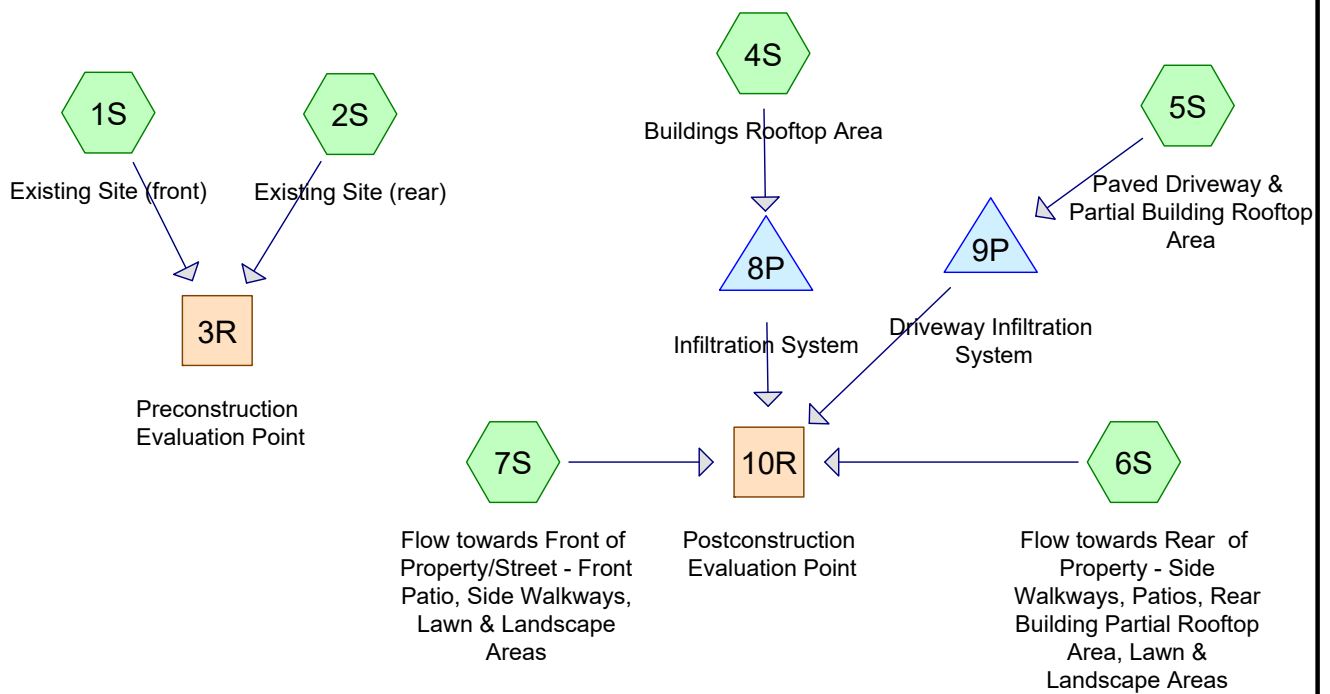 1S
Existing Site (front)
2S
Existing Site (rear)
3R
Preconstruction
Evaluation Point
4S
Buildings Rooftop Area
5S
Paved Driveway &
Partial Building Rooftop
Area
8P
Infiltration System
9P
Driveway Infiltration
System
7S
Flow towards Front of
Property/Street - Front
Patio, Side Walkways,
Lawn & Landscape
Areas
10R
Postconstruction
Evaluation Point
6S
Flow towards Rear of
Property - Side
Walkways, Patios, Rear
Building Partial Rooftop
Area, Lawn &
Landscape Areas